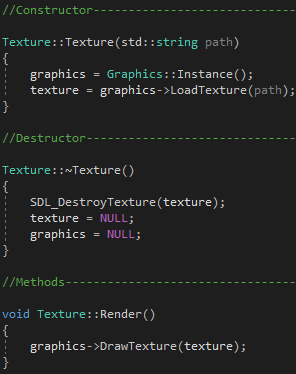 //Constructor-----------------------------
Texture::Texture(std::string path)
{
graphics = Graphics::Instance();
texture = graphics->LoadTexture(path);
}
//Destructor------------------------------
Texture::~Texture()
{
SDL_DestroyTexture(texture);
texture = NULL;
graphics = NULL;
}
//Methods---------------------------------
void Texture::Render()
{
graphics->DrawTexture(texture);
}